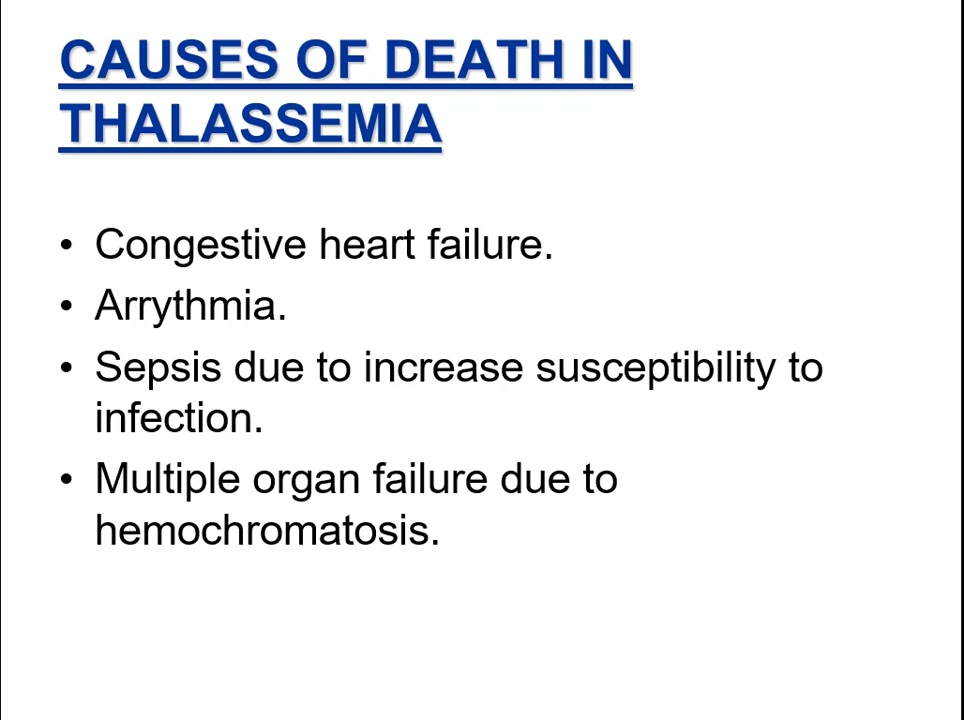 CAUSES OF DEATH IN
THALASSEMIA
• Congestive heart failure.
• Arrythmia.
• Sepsis due to increase susceptibility to
infection.
• Multiple organ failure due to
hemochromatosis.